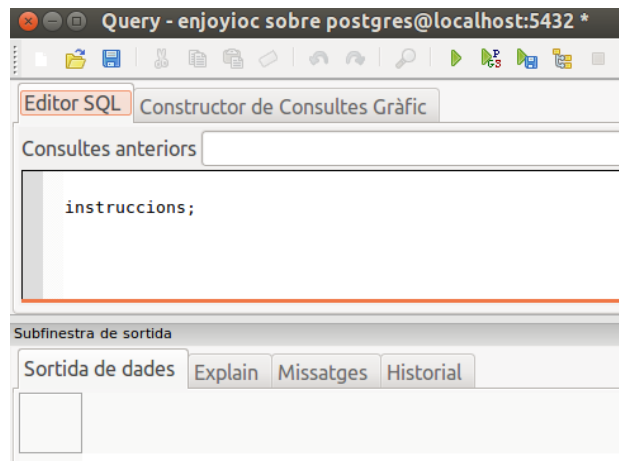 Query - enjoyioc sobre postgres@localhost:5432 *
Editor SQL Constructor de Consultes Gràfic
Consultes anteriors
instruccions;
Subfinestra de sortida
Sortida de dades Explain Missatges Historial